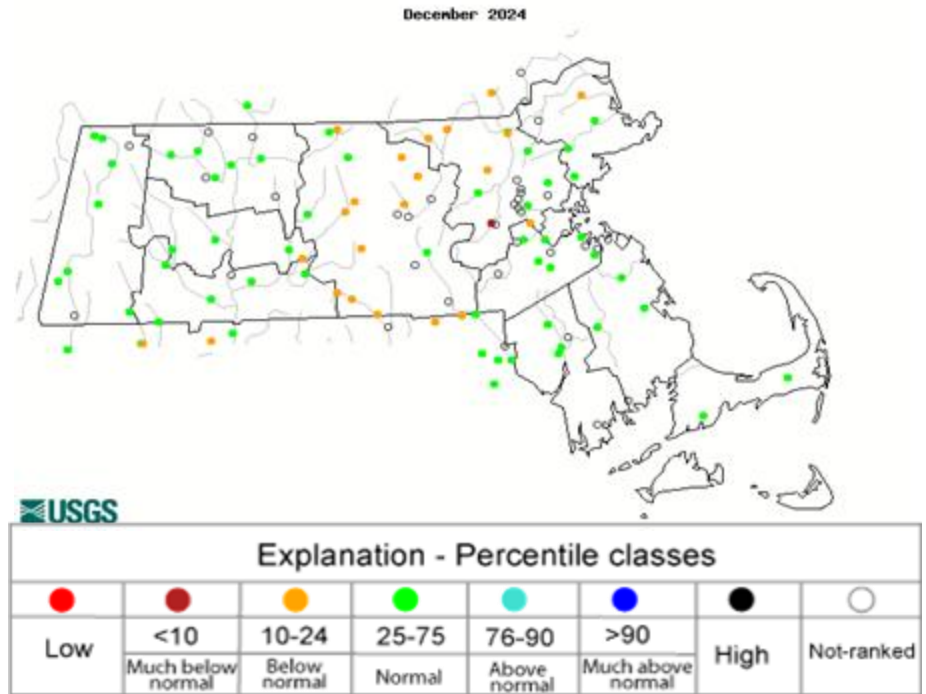 December 2024
USGS
Explanation - Percentile classes
Low
<10
10-24
25-75
76-90
>90
High
Not-ranked
Much below
normal
Below
normal
Normal
Above
normal
Much above
normal